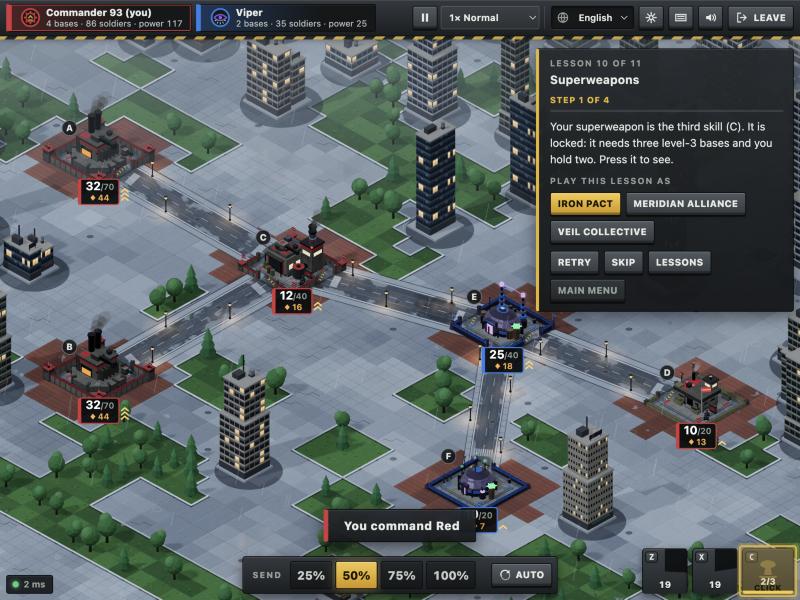 Commander 93 (you)
4 bases · 86 soldiers · power 117
Viper
2 bases · 35 soldiers · power 25
1x Normal
English
LEAVE
LESSON 10 OF 11
Superweapons
STEP 1 OF 4
Your superweapon is the third skill (C). It is
locked: it needs three level-3 bases and you
hold two. Press it to see.
PLAY THIS LESSON AS
IRON PACT
MERIDIAN ALLIANCE
VEIL COLLECTIVE
RETRY
SKIP
LESSONS
MAIN MENU
A
32/70
44
C
12/40
16
E
25/40
18
B
32/70
44
D
10/20
13
F
/20
7
You command Red
SEND
25%
50%
75%
100%
AUTO
Z
19
X
19
C
2/3
CLICK
2 ms